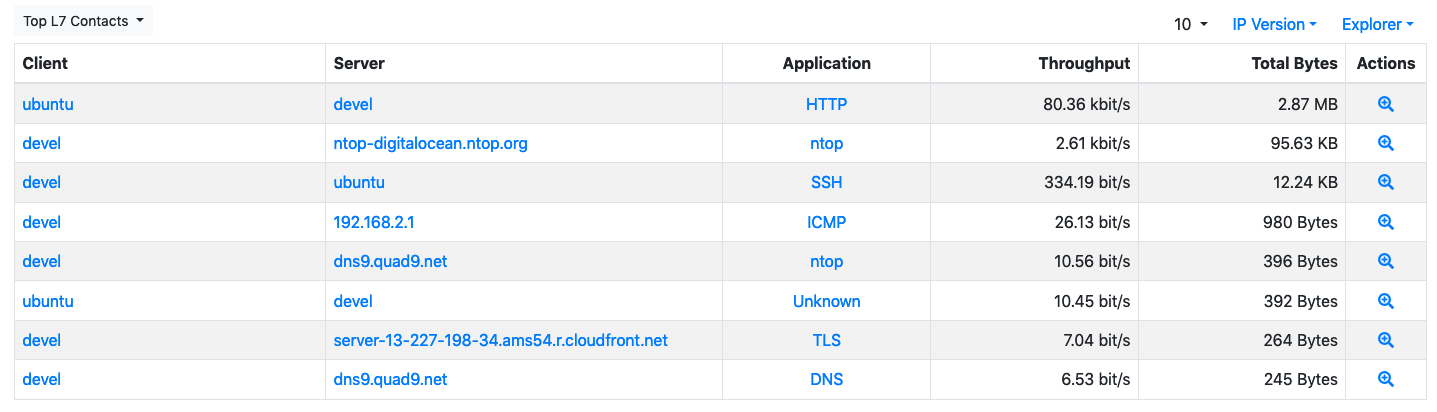 Top L7 Contacts 10 IP Version Explorer
Client Server Application Throughput Total Bytes Actions
ubuntu devel HTTP 80.36 kbit/s 2.87 MB
devel ntop-digitalocean.ntop.org ntop 2.61 kbit/s 95.63 KB
devel ubuntu SSH 334.19 bit/s 12.24 KB
devel 192.168.2.1 ICMP 26.13 bit/s 980 Bytes
devel dns9.quad9.net ntop 10.56 bit/s 396 Bytes
ubuntu devel Unknown 10.45 bit/s 392 Bytes
devel server-13-227-198-34.ams54.r.cloudfront.net TLS 7.04 bit/s 264 Bytes
devel dns9.quad9.net DNS 6.53 bit/s 245 Bytes